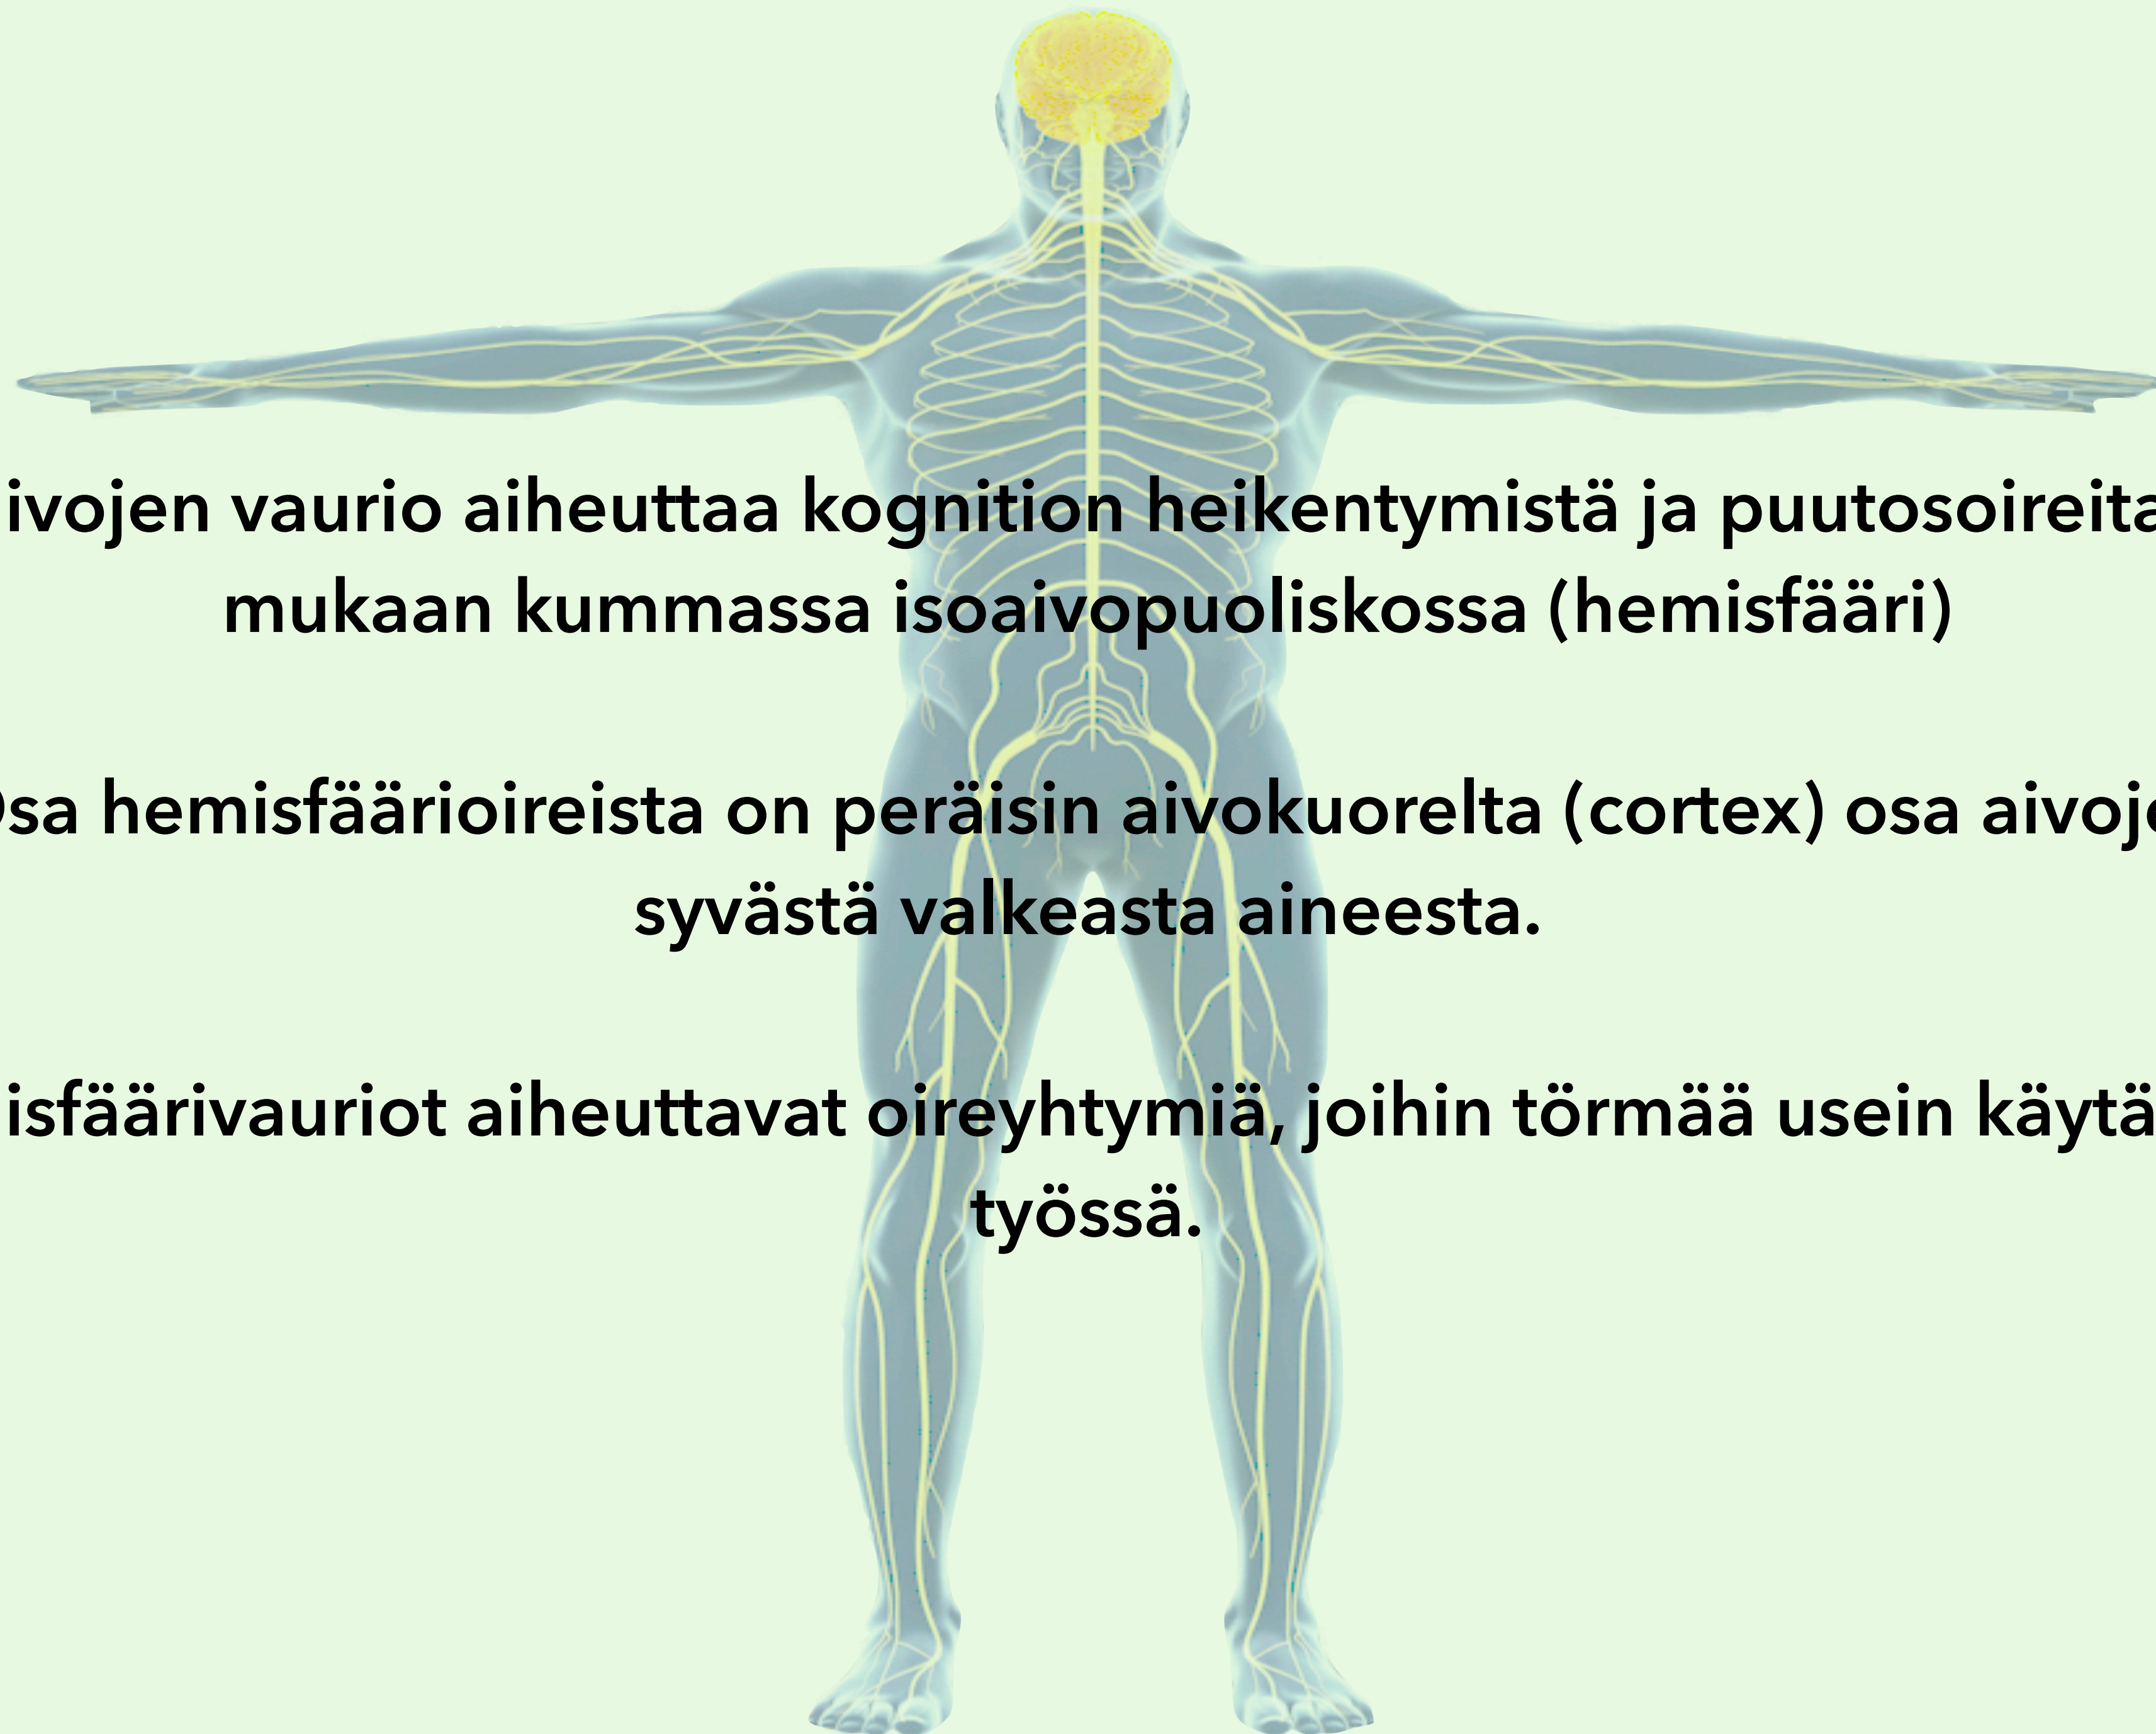 ivojen vaurio aiheuttaa kognition heikentymistä ja puutosoireita
mukaan kummassa isoaivopuoliskossa (hemisfääri)
sa hemisfäärioireista on peräisin aivokuorelta (cortex) osa aivoj
syvästä valkeasta aineesta.
isfäärivauriot aiheuttavat oireyhtymiä, joihin törmää usein käytä
työssä.